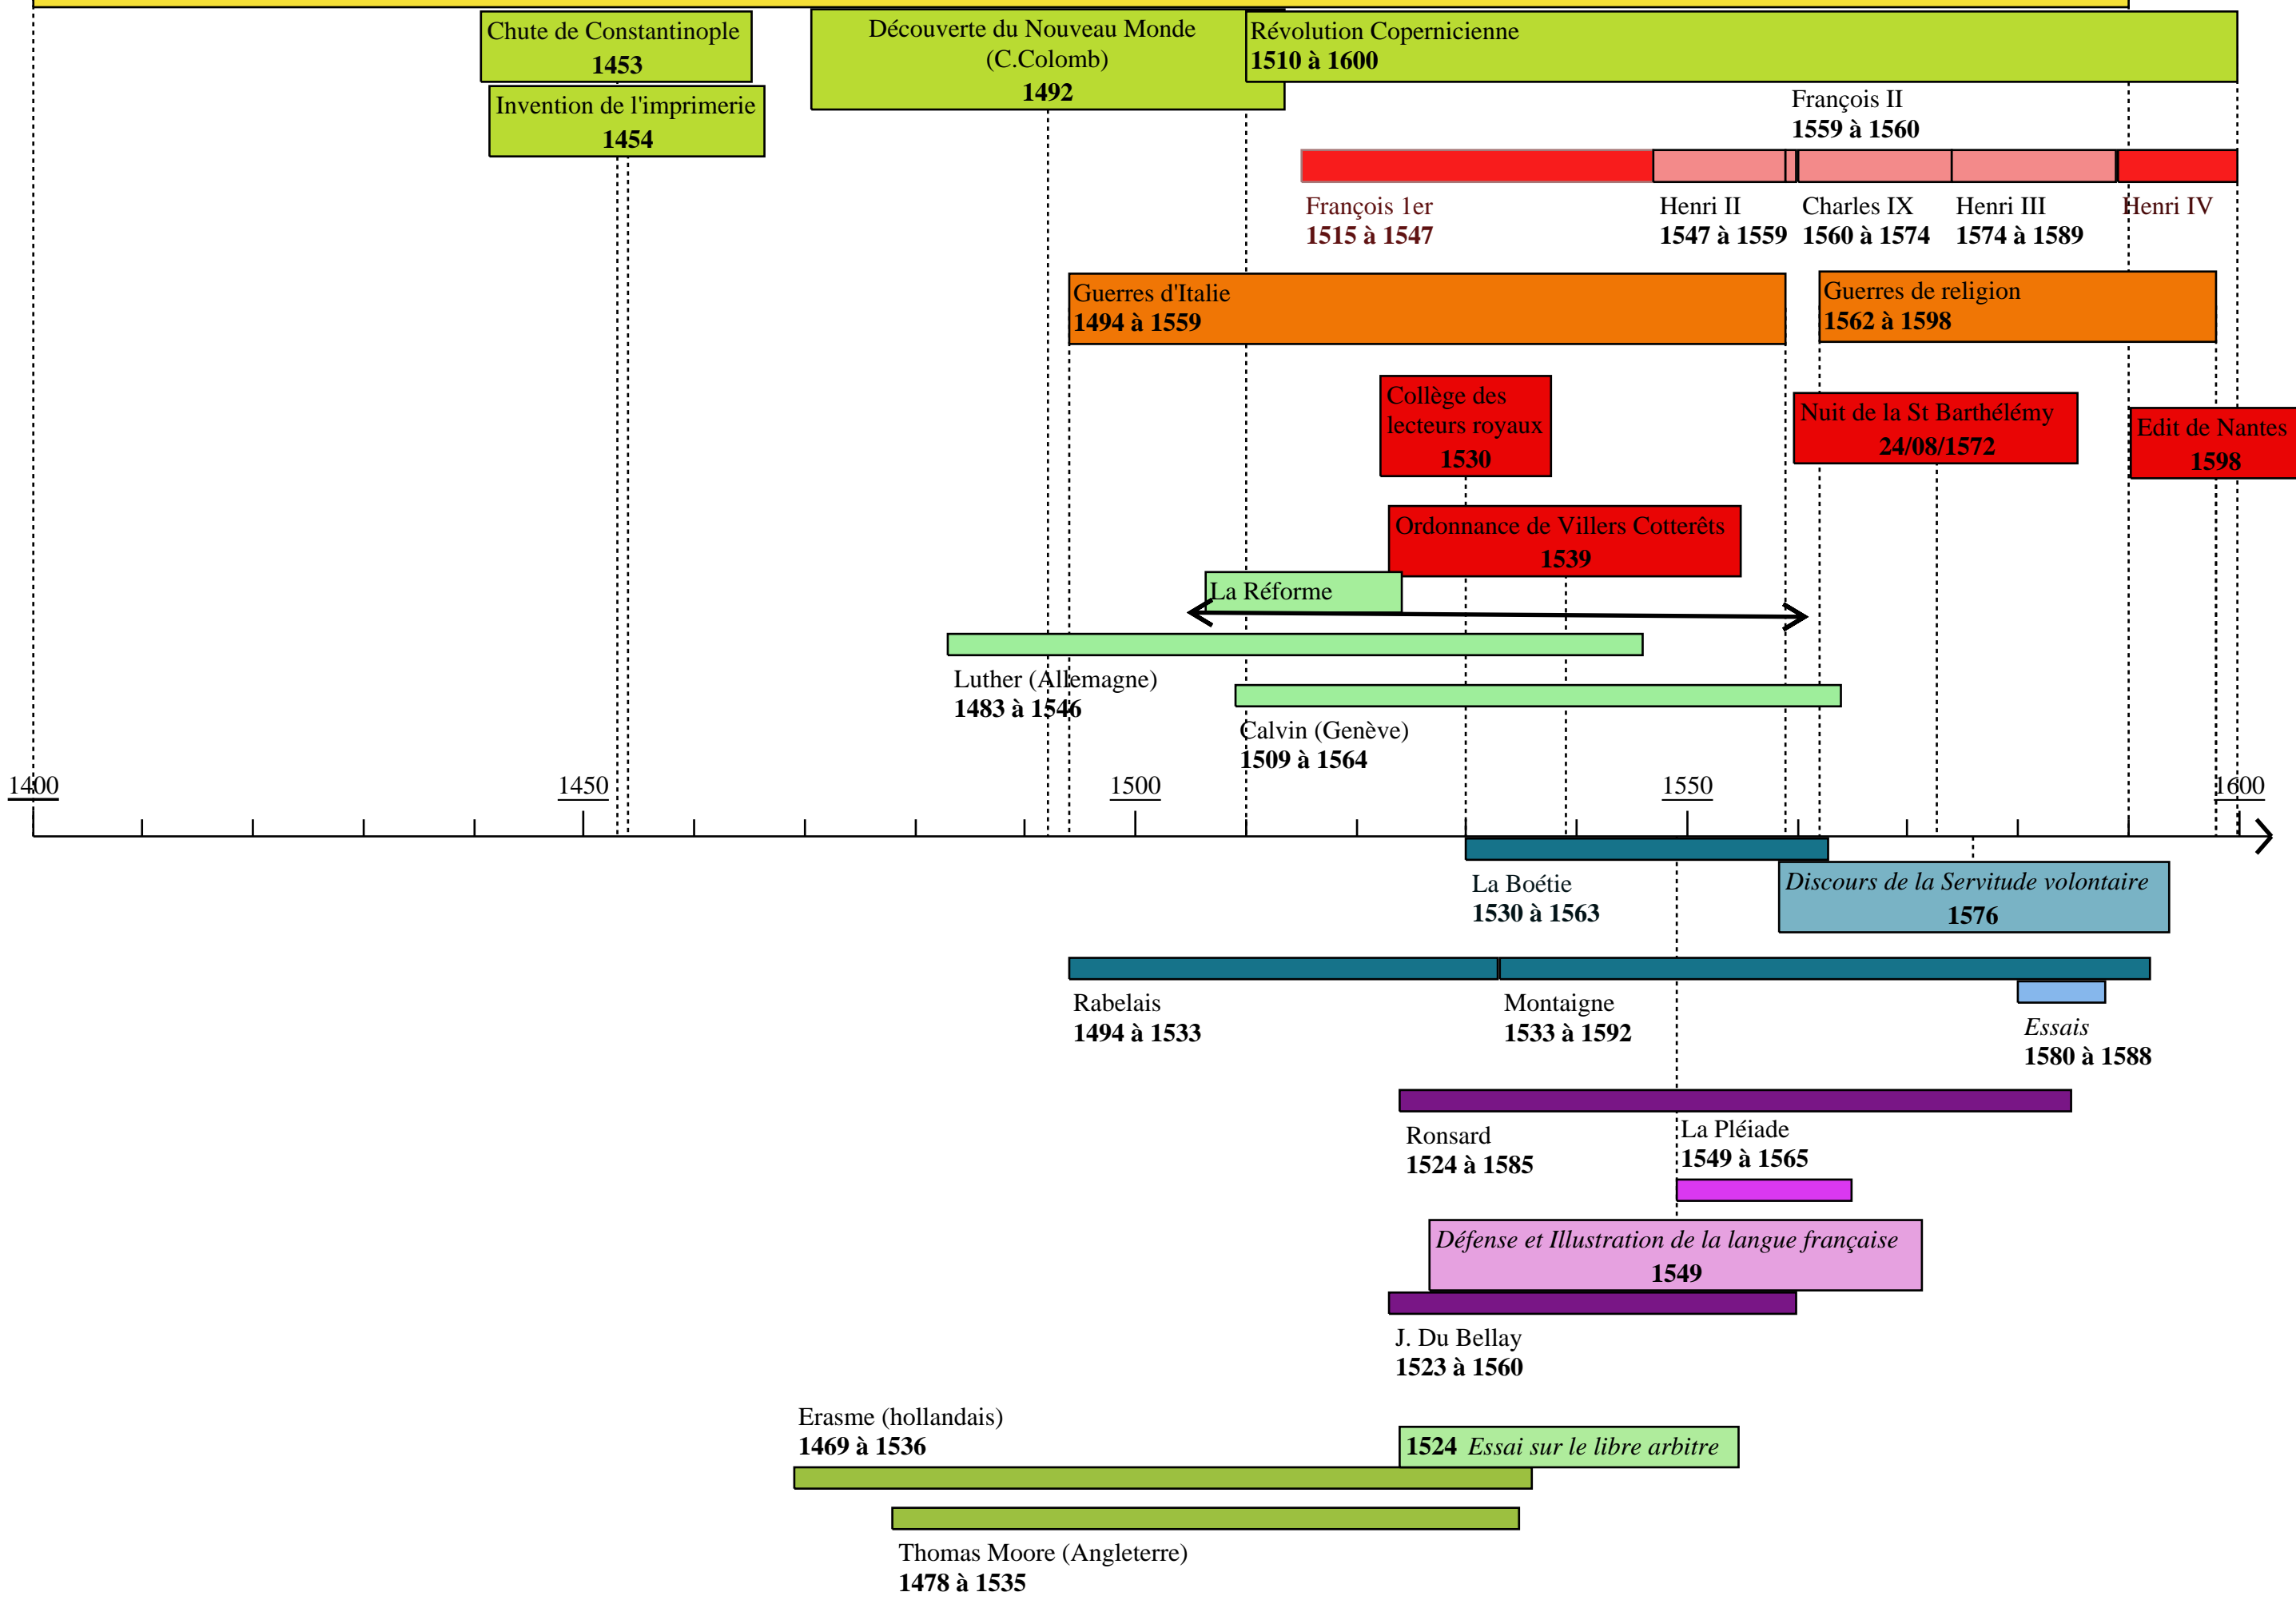 Chute de Constantinople
1453
Découverte du Nouveau Monde
(C.Colomb)
1492
Révolution Copernicienne
1510 à 1600
Invention de l'imprimerie
1454
François II
1559 à 1560
François 1er
1515 à 1547
Henri II
1547 à 1559
Charles IX
1560 à 1574
Henri III
1574 à 1589
Henri IV
Guerres d'Italie
1494 à 1559
Guerres de religion
1562 à 1598
Collège des
lecteurs royaux
1530
Nuit de la St Barthélémy
24/08/1572
Edit de Nantes
1598
Ordonnance de Villers Cotterêts
1539
La Réforme
Luther (Allemagne)
1483 à 1546
Calvin (Genève)
1509 à 1564
1400
1450
1500
1550
1600
La Boétie
1530 à 1563
Discours de la Servitude volontaire
1576
Rabelais
1494 à 1533
Montaigne
1533 à 1592
Essais
1580 à 1588
Ronsard
1524 à 1585
La Pléiade
1549 à 1565
Défense et Illustration de la langue française
1549
J. Du Bellay
1523 à 1560
Erasme (hollandais)
1469 à 1536
1524 Essai sur le libre arbitre
Thomas Moore (Angleterre)
1478 à 1535